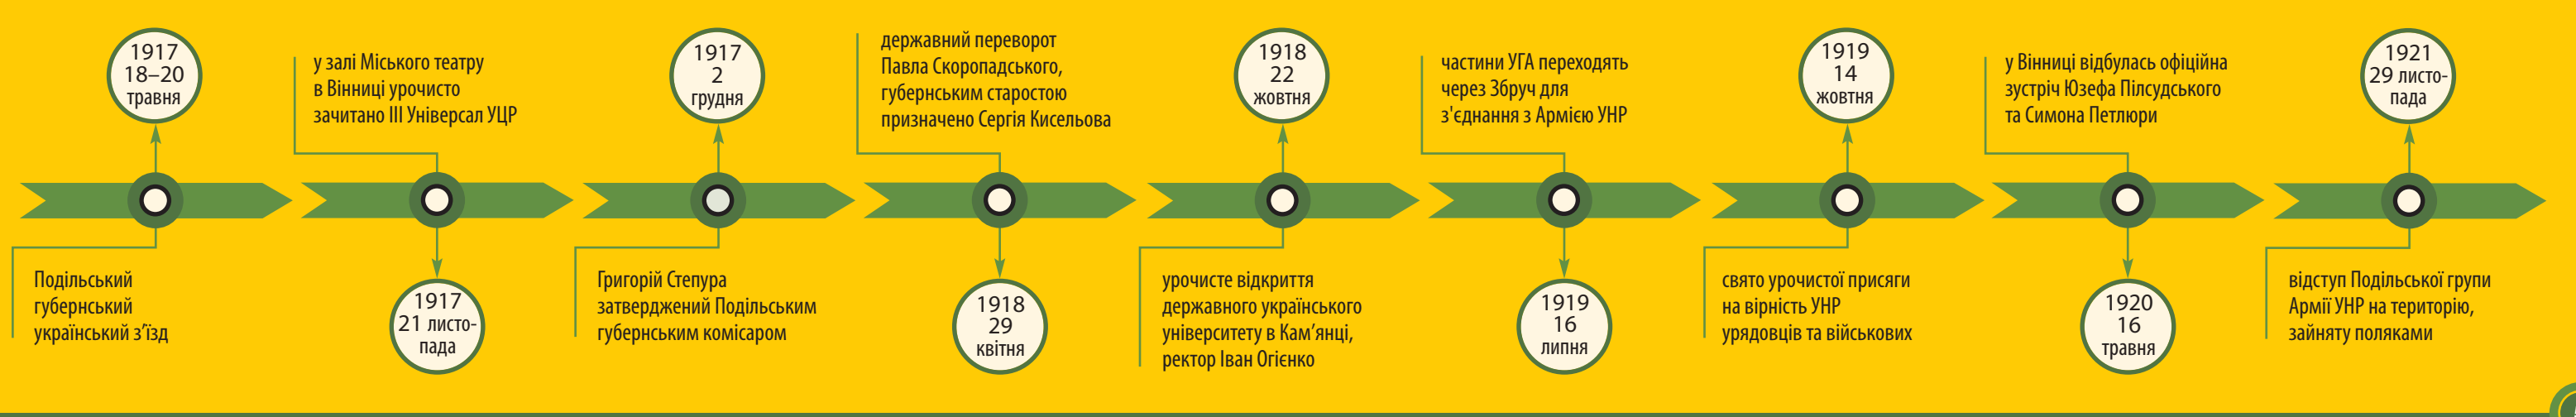 1917
18–20
травня
Подільський
губернський
український з’їзд
у залі Міського театру
в Вінниці урочисто
зачитано ІІІ Універсал УЦР
1917
21 листо-
пада
1917
2
грудня
Григорій Степура
затверджений Подільським
губернським комісаром
державний переворот
Павла Скоропадського,
губернським старостою
призначено Сергія Кисельова
1918
29
квітня
1918
22
жовтня
урочисте відкриття
державного українського
університету в Кам’янці,
ректор Іван Огієнко
частини УГА переходять
через Збруч для
з'єднання з Армією УНР
1919
16
липня
1919
14
жовтня
свято урочистої присяги
на вірність УНР
урядовців та військових
у Вінниці відбулась офіційна
зустріч Юзефа Пілсудського
та Симона Петлюри
1920
16
травня
1921
29 листо-
пада
відступ Подільської групи
Армії УНР на територію,
зайняту поляками